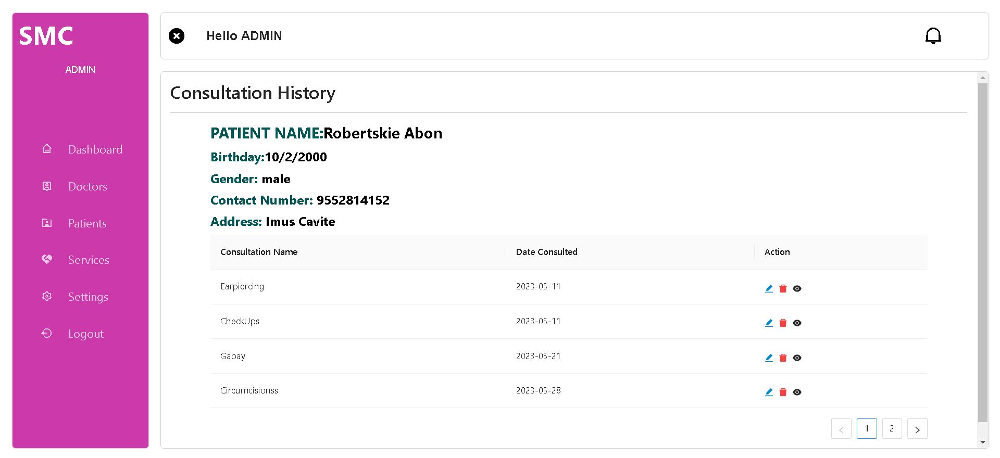 SMC
ADMIN
Dashboard
Doctors
Patients
Services
Settings
Logout
Hello ADMIN
Consultation History
PATIENT NAME:Robertskie Abon
Birthday:10/2/2000
Gender: male
Contact Number: 9552814152
Address: Imus Cavite
Consultation Name Date Consulted Action
Earpiercing 2023-05-11
CheckUps 2023-05-11
Gabay 2023-05-21
Circumcisionss 2023-05-28
< 1 2 >